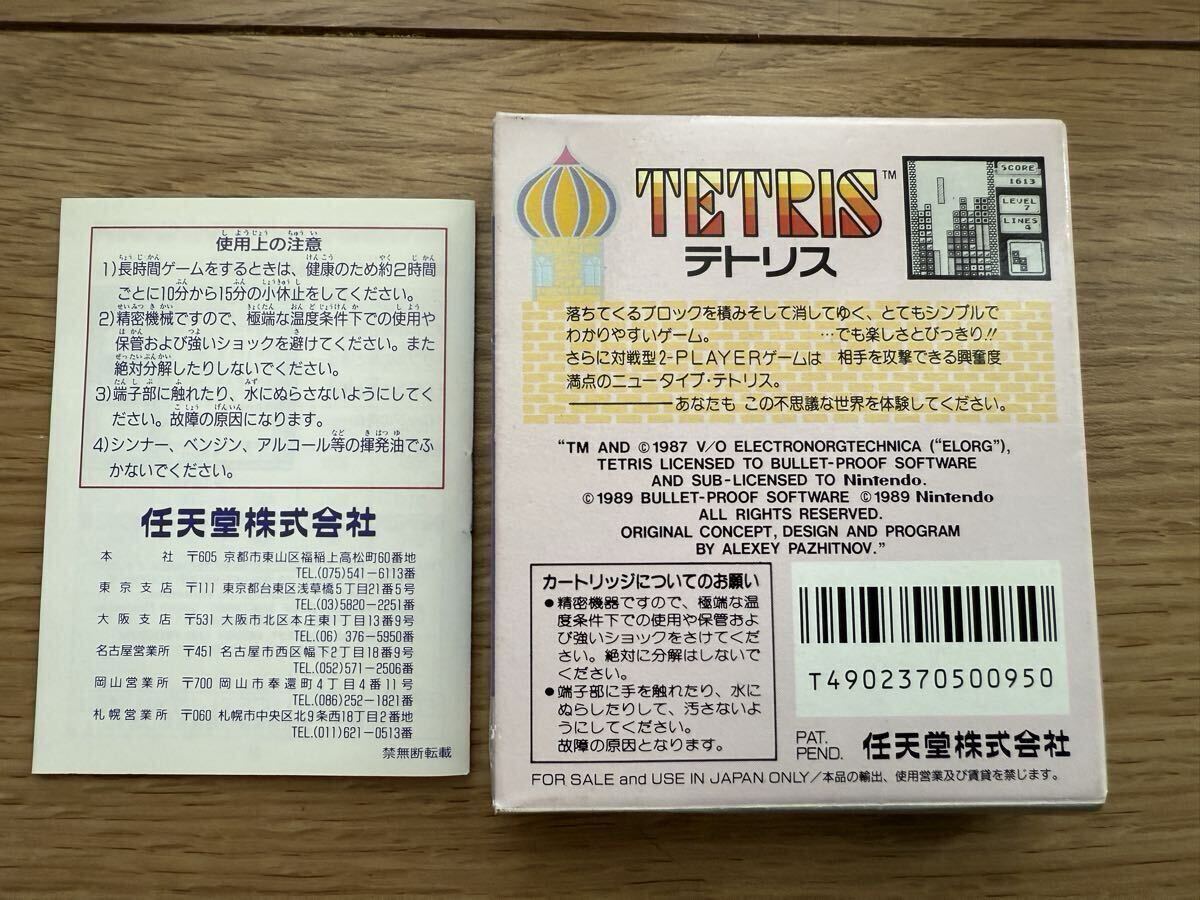 使用上の注意
1)長時間ゲームをするときは、健康のため約2時間
ごとに10分から15分の小休止をしてください。
2)精密機械ですので、極端な温度条件下での使用や
保管および強いショックを避けてください。また
絶対分解したりしないでください。
3)端子部に触れたり、水にぬらさないようにしてく
ださい。故障の原因になります。
4)シンナー、ベンジン、アルコール等の揮発油でふ
かないでください。
任天堂株式会社
本社 〒605 京都市東山区福稲上高松町60番地
TEL.(075)541-6113番
東京支店 〒111 東京都台東区浅草橋5丁目21番5号
TEL.(03)5820-2251番
大阪支店 〒531 大阪市北区本庄東1丁目13番9号
TEL.(06) 376-5950番
名古屋営業所 〒451 名古屋市西区幅下2丁目18番9号
TEL.(052)571-2506番
岡山営業所 〒700 岡山市奉還町4丁目4番11号
TEL.(086)252-1821番
札幌営業所 〒060 札幌市中央区北9条西18丁目2番地
TEL.(011)621-0513番
禁無断転載
TETRIS™
テトリス
SCORE
1613
LEVEL
7
LINES
4
落ちてくるブロックを積みそして消してゆく、とてもシンプルで
わかりやすいゲーム。 …でも楽しさとびっきり!!
さらに対戦型2-PLAYERゲームは 相手を攻撃できる興奮度
満点のニュータイプ・テトリス。
————あなたも この不思議な世界を体験してください。
“TM AND ©1987 V/O ELECTRONORGTECHNICA (“ELORG”),
TETRIS LICENSED TO BULLET-PROOF SOFTWARE
AND SUB-LICENSED TO Nintendo.
©1989 BULLET-PROOF SOFTWARE ©1989 Nintendo
ALL RIGHTS RESERVED.
ORIGINAL CONCEPT, DESIGN AND PROGRAM
BY ALEXEY PAZHITNOV.”
カートリッジについてのお願い
●精密機器ですので、極端な温
度条件下での使用や保管およ
び強いショックをさけてくだ
さい。絶対に分解はしないで
ください。
●端子部に手を触れたり、水に
ぬらしたりして、汚さないよ
うにしてください。
故障の原因となります。
T4902370500950
PAT.
PEND. 任天堂株式会社
FOR SALE and USE IN JAPAN ONLY/本品の輸出、使用営業及び賃貸を禁じます。